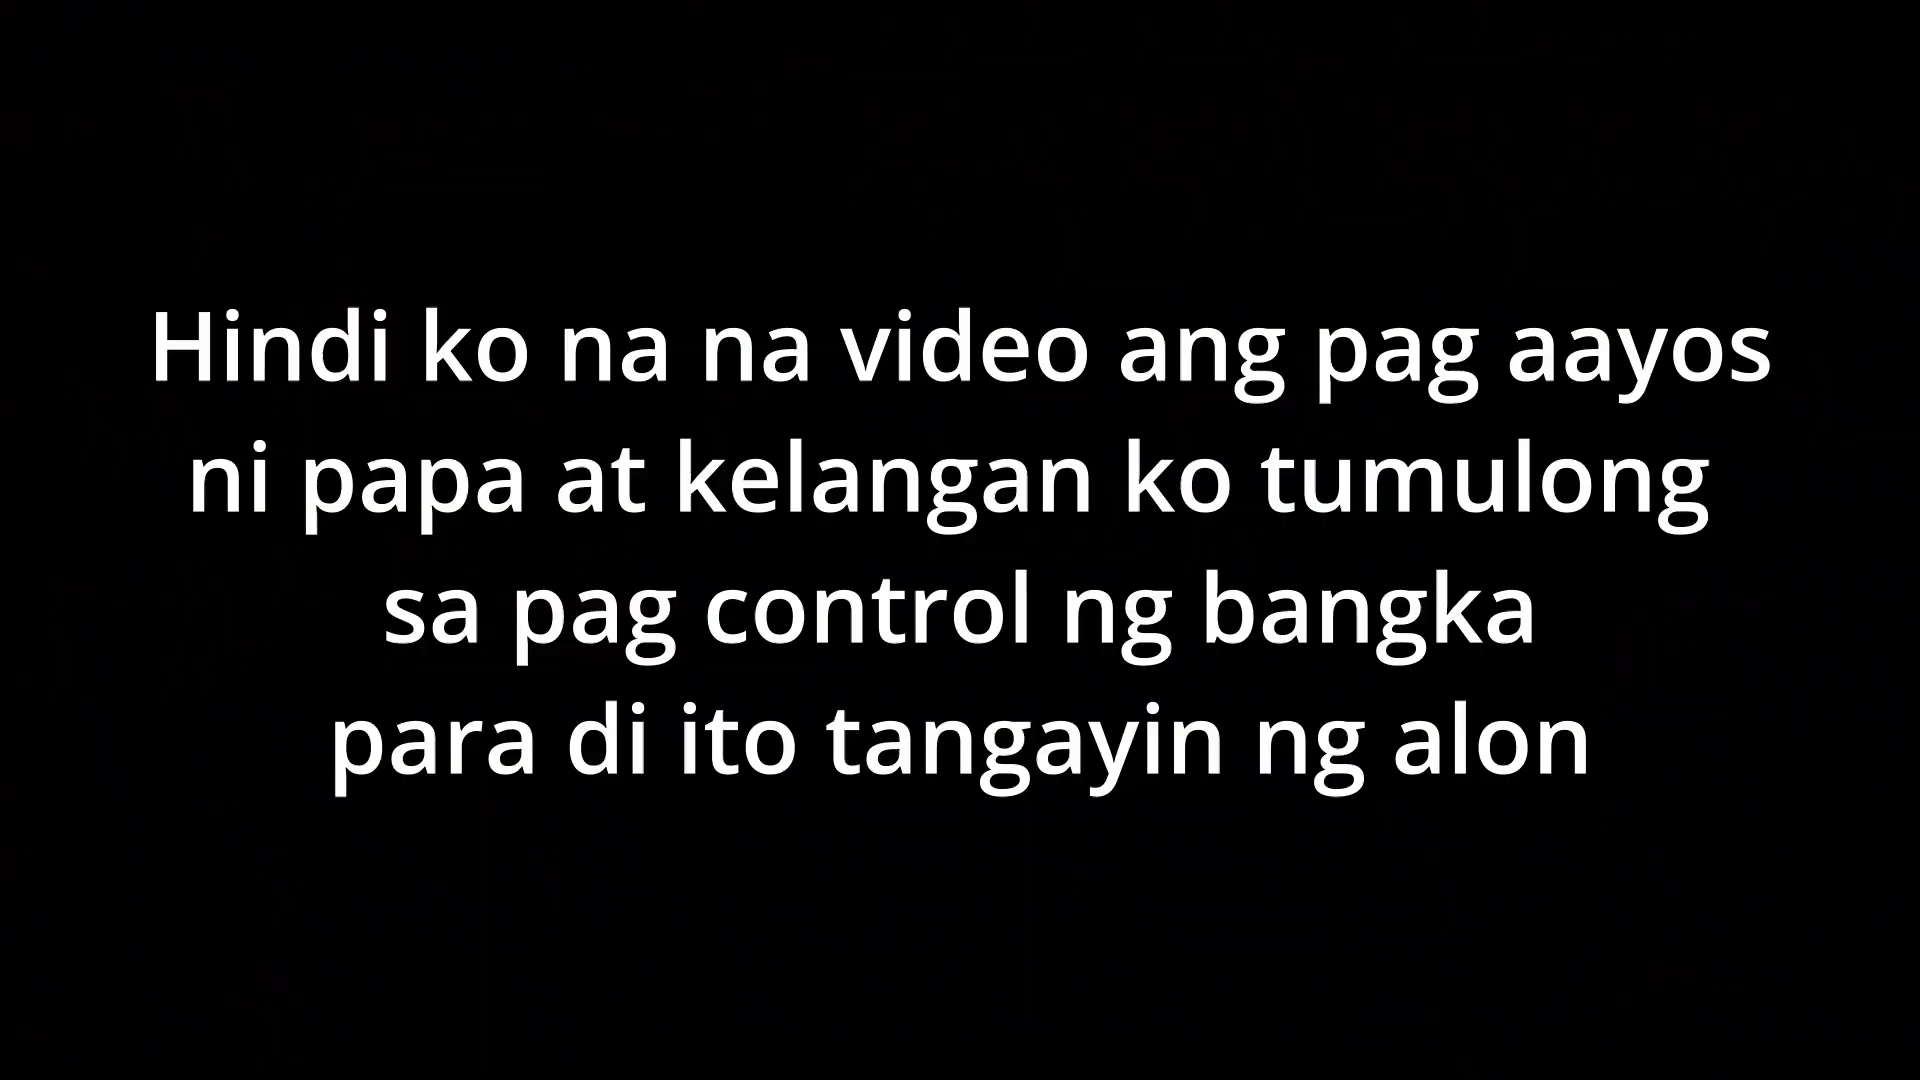 Hindi ko na na video ang pag aayos
ni papa at kelangan ko tumulong
sa pag control ng bangka
para di ito tangayin ng alon